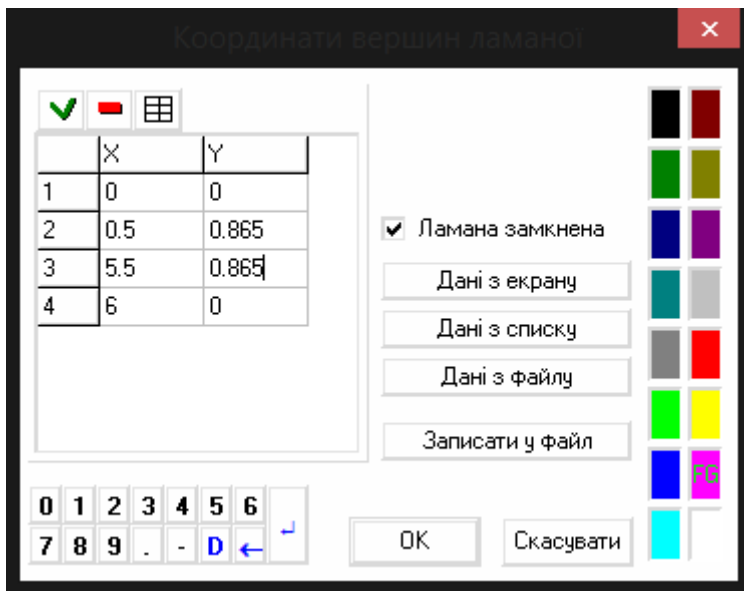 Координати вершин ламаної
X Y
1 0 0
2 0.5 0.865
3 5.5 0.865
4 6 0
Ламана замкнена
Дані з екрану
Дані з списку
Дані з файлу
Записати у файл
FG
0 1 2 3 4 5 6
7 8 9 . - D ←
OK Скасувати